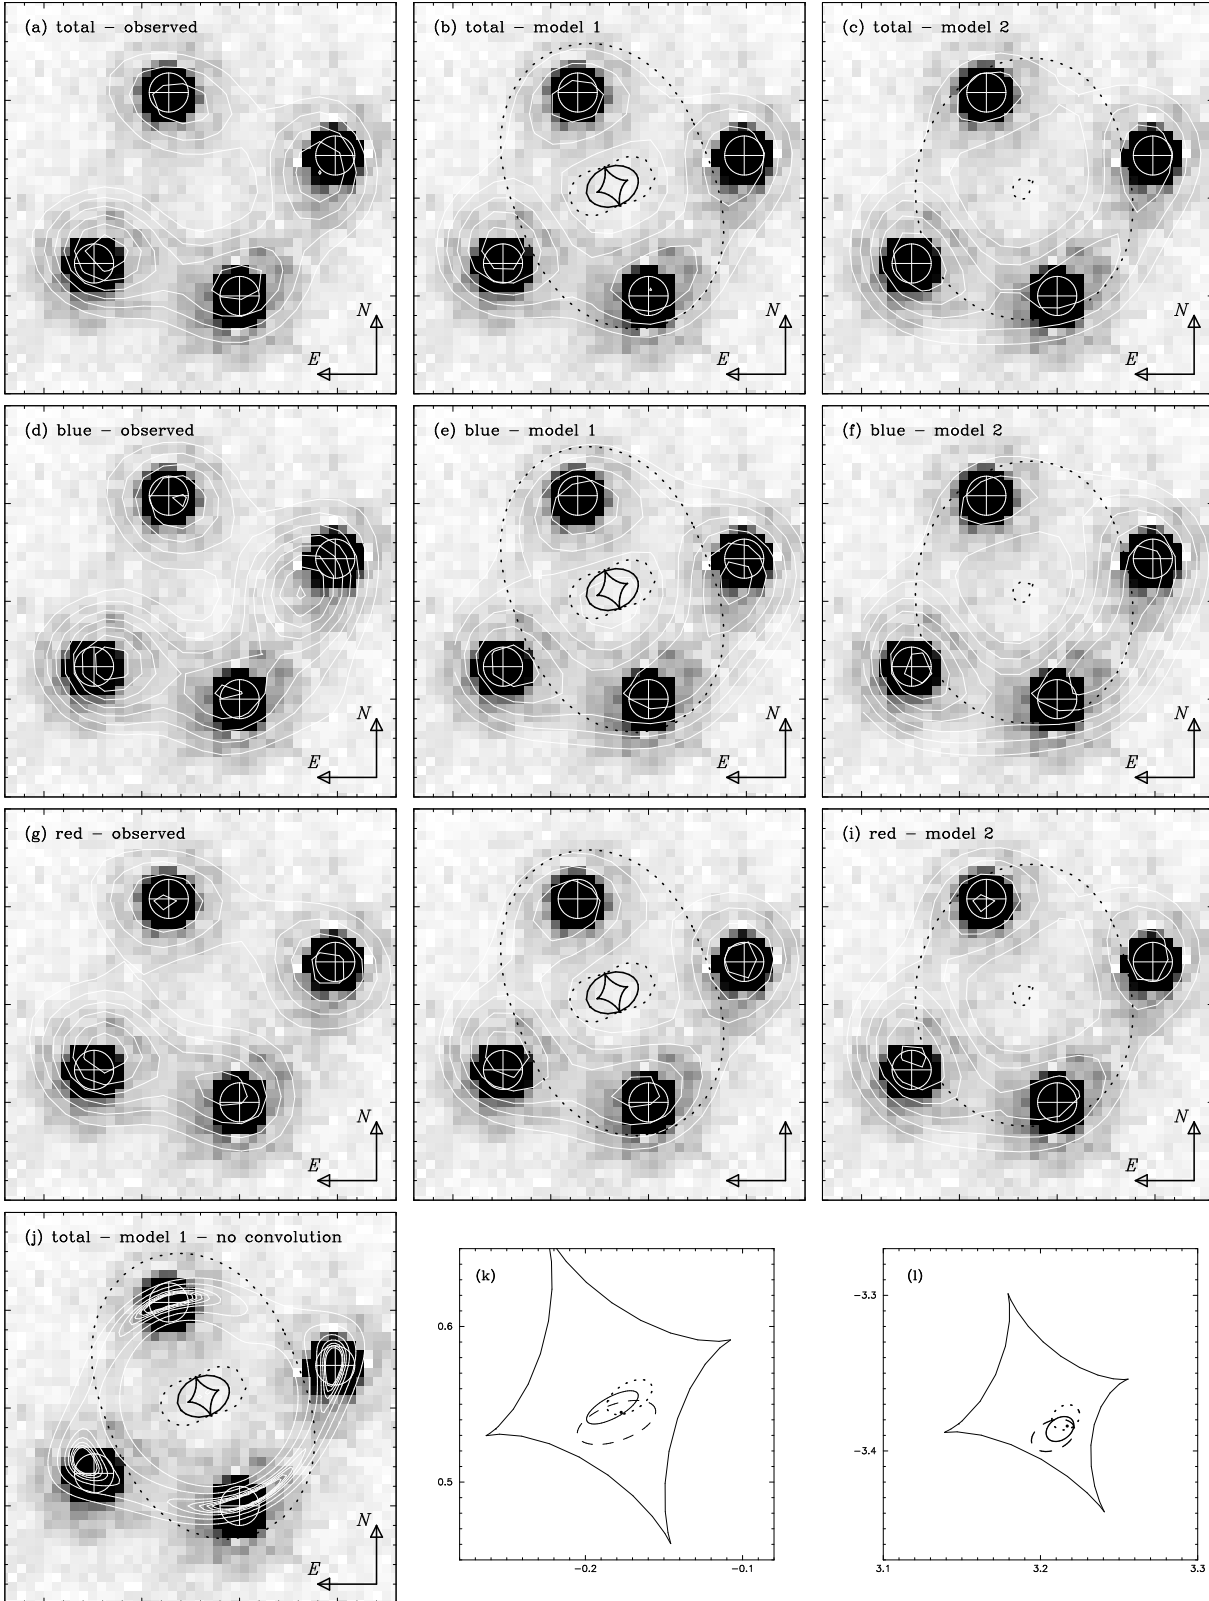 (a) total − observed
N
E
(b) total − model 1
N
E
(c) total − model 2
N
E
(d) blue − observed
N
E
(e) blue − model 1
N
E
(f) blue − model 2
N
E
(g) red − observed
N
E
(i) red − model 2
N
E
(j) total − model 1 − no convolution
N
E
(k)
0.6
0.5
−0.2
−0.1
(l)
−3.3
−3.4
3.1
3.2
3.3